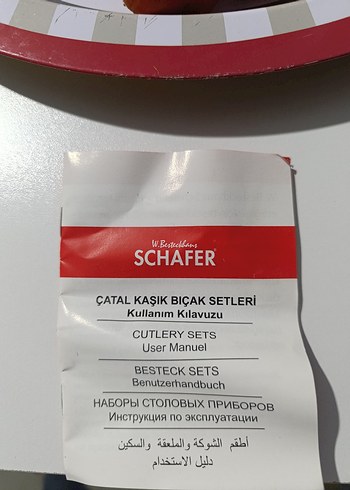 W.Besteckhaus
SCHAFER
ÇATAL KAŞIK BIÇAK SETLERİ
Kullanım Kılavuzu
CUTLERY SETS
User Manuel
BESTECK SETS
Benutzerhandbuch
НАБОРЫ СТОЛОВЫХ ПРИБОРОВ
Инструкция по эксплуатации
أطقم الشوكة والملعقة والسكين
دليل الاستخدام